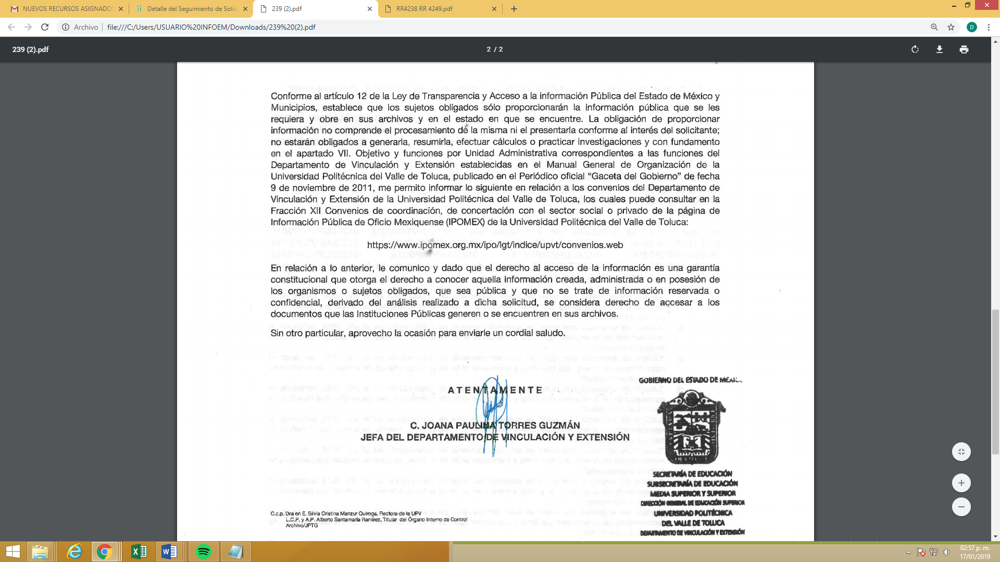 NUEVOS RECURSOS ASIGNADOS
Detalle del Seguimiento de Solic
239 (2).pdf
RR4238 RR 4249.pdf
Archivo
file:///C:/Users/USUARIO%20INFOEM/Downloads/239%20(2).pdf
D
239 (2).pdf
2 / 2
Conforme al artículo 12 de la Ley de Transparencia y Acceso a la información Pública del Estado de México y
Municipios, establece que los sujetos obligados sólo proporcionarán la información pública que se les
requiera y obre en sus archivos y en el estado en que se encuentre. La obligación de proporcionar
información no comprende el procesamiento de la misma ni el presentarla conforme al interés del solicitante;
no estarán obligados a generarla, resumirla, efectuar cálculos o practicar investigaciones y con fundamento
en el apartado VII. Objetivo y funciones por Unidad Administrativa correspondientes a las funciones del
Departamento de Vinculación y Extensión establecidas en el Manual General de Organización de la
Universidad Politécnica del Valle de Toluca, publicado en el Periódico oficial “Gaceta del Gobierno” de fecha
9 de noviembre de 2011, me permito informar lo siguiente en relación a los convenios del Departamento de
Vinculación y Extensión de la Universidad Politécnica del Valle de Toluca, los cuales puede consultar en la
Fracción XII Convenios de coordinación, de concertación con el sector social o privado de la página de
Información Pública de Oficio Mexiquense (IPOMEX) de la Universidad Politécnica del Valle de Toluca:
https://www.ipomex.org.mx/ipo/lgt/indice/upvt/convenios.web
En relación a lo anterior, le comunico y dado que el derecho al acceso de la información es una garantía
constitucional que otorga el derecho a conocer aquella información creada, administrada o en posesión de
los organismos o sujetos obligados, que sea pública y que no se trate de información reservada o
confidencial, derivado del análisis realizado a dicha solicitud, se considera derecho de accesar a los
documentos que las Instituciones Públicas generen o se encuentren en sus archivos.
Sin otro particular, aprovecho la ocasión para enviarle un cordial saludo.
GOBIERNO DEL ESTADO DE MÉXICO
ATENTAMENTE
C. JOANA PAULINA TORRES GUZMÁN
JEFA DEL DEPARTAMENTO DE VINCULACIÓN Y EXTENSIÓN
SECRETARÍA DE EDUCACIÓN
SUBSECRETARÍA DE EDUCACIÓN
MEDIA SUPERIOR Y SUPERIOR
DIRECCIÓN GENERAL DE EDUCACIÓN SUPERIOR
UNIVERSIDAD POLITÉCNICA
DEL VALLE DE TOLUCA
DEPARTAMENTO DE VINCULACIÓN Y EXTENSIÓN
C.c.p. Dra en E. Silvia Cristina Manzur Quiroga, Rectora de la UPV
L.C.P. y A.P. Alberto Santamaría Ramírez, Titular del Órgano Interno de Control
Archivo/JPTG
02:57 p. m.
17/01/2019